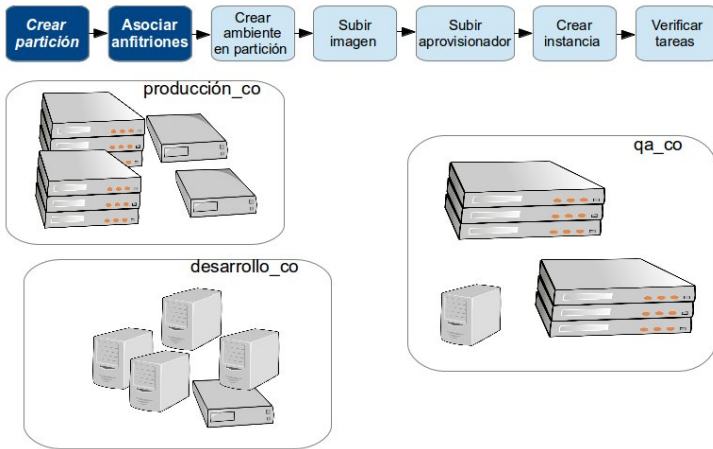 Crear
partición
Asociar
anfitriones
Crear
ambiente
en partición
Subir
imagen
Subir
aprovisionador
Crear
instancia
Verificar
tareas
producción_co
qa_co
desarrollo_co